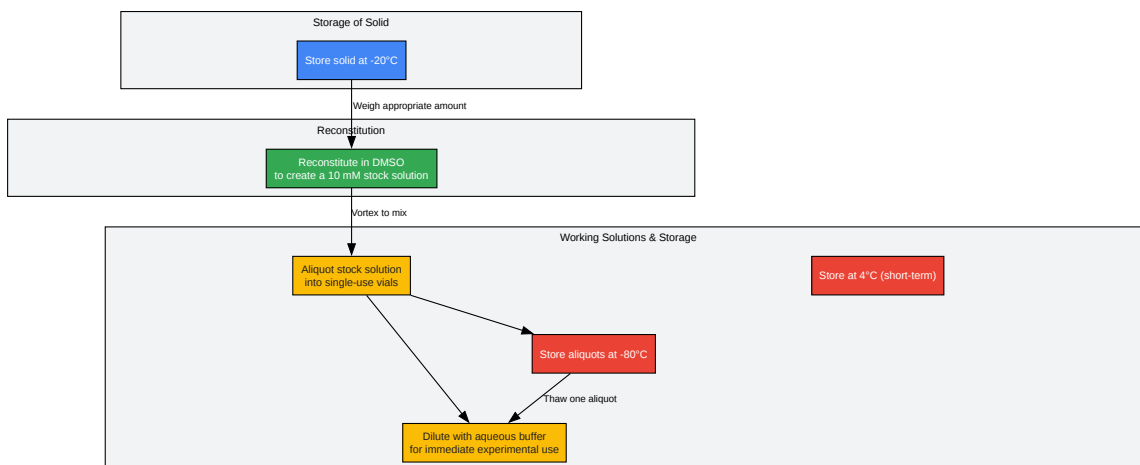 Storage of Solid
Store solid at -20°C
Weigh appropriate amount
Reconstitution
Reconstitute in DMSO
to create a 10 mM stock solution
Vortex to mix
Working Solutions & Storage
Aliquot stock solution
into single-use vials
Store at 4°C (short-term)
Store aliquots at -80°C
Thaw one aliquot
Dilute with aqueous buffer
for immediate experimental use